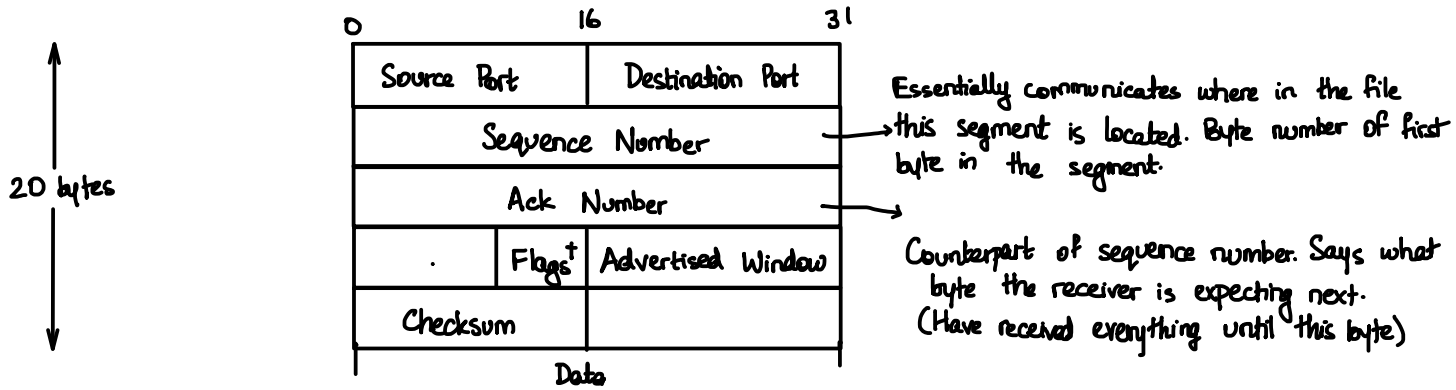 0 16 31
Source Port Destination Port
Sequence Number
Ack Number
Flags† Advertised Window
Checksum
Data
20 bytes
Essentially communicates where in the file
this segment is located. Byte number of first
byte in the segment.
Counterpart of sequence number. Says what
byte the receiver is expecting next.
(Have received everything until this byte)